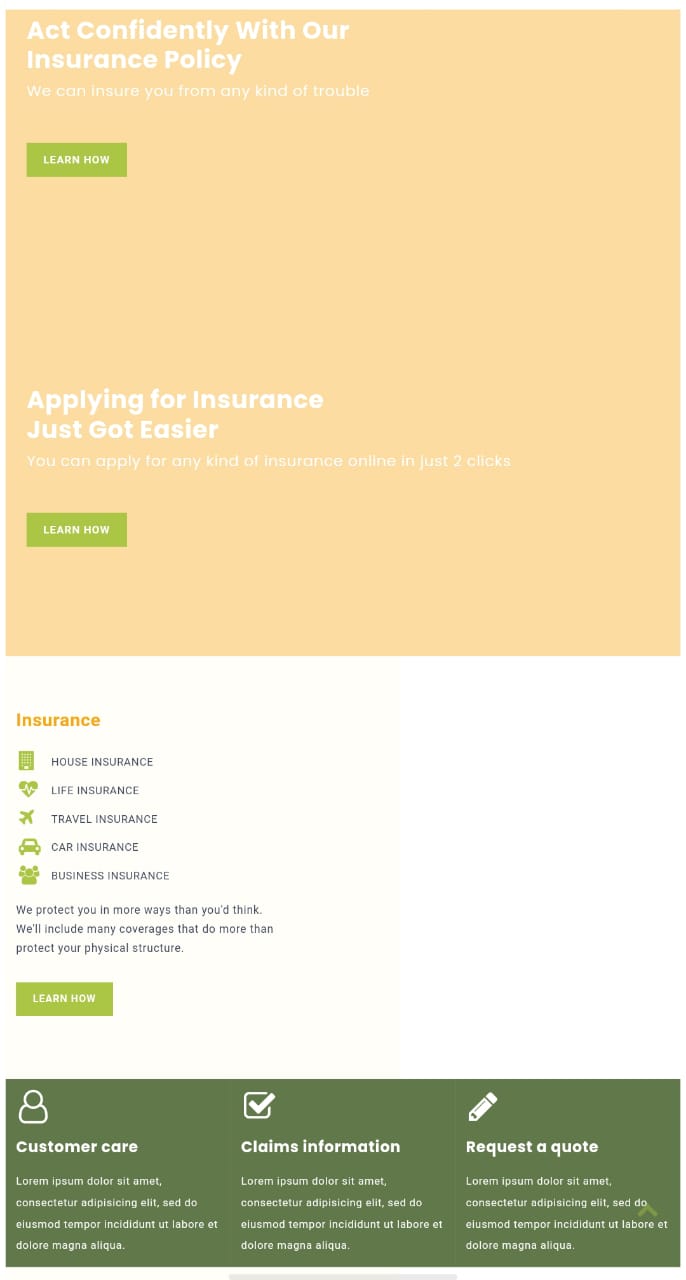 Act Confidently With Our
Insurance Policy
We can insure you from any kind of trouble
LEARN HOW
Applying for Insurance
Just Got Easier
You can apply for any kind of insurance online in just 2 clicks
LEARN HOW
Insurance
HOUSE INSURANCE
LIFE INSURANCE
TRAVEL INSURANCE
CAR INSURANCE
BUSINESS INSURANCE
We protect you in more ways than you'd think.
We'll include many coverages that do more than
protect your physical structure.
LEARN HOW
Customer care
Lorem ipsum dolor sit amet,
consectetur adipisicing elit, sed do
eiusmod tempor incididunt ut labore et
dolore magna aliqua.
Claims information
Lorem ipsum dolor sit amet,
consectetur adipisicing elit, sed do
eiusmod tempor incididunt ut labore et
dolore magna aliqua.
Request a quote
Lorem ipsum dolor sit amet,
consectetur adipisicing elit, sed do
eiusmod tempor incididunt ut labore et
dolore magna aliqua.